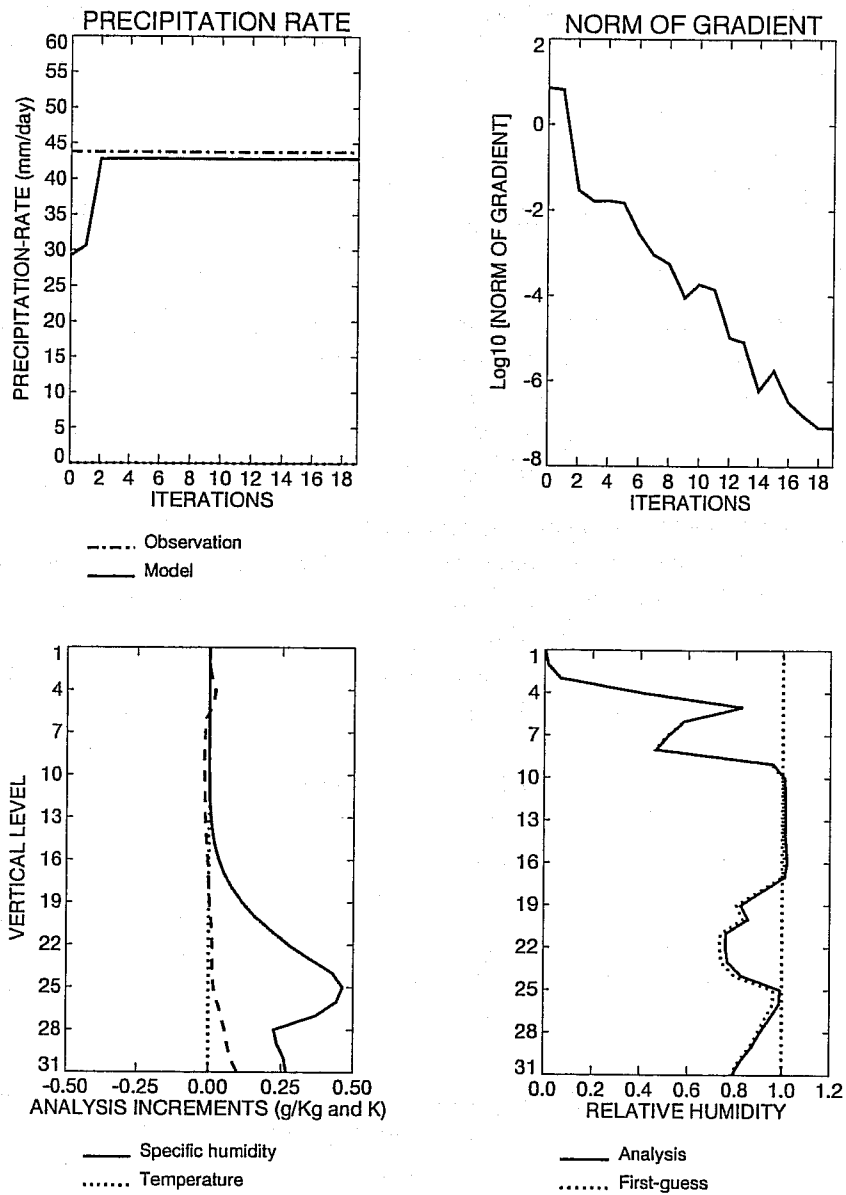 PRECIPITATION RATE
60
55
50
45
40
35
30
25
20
15
10
5
0
PRECIPITATION-RATE (mm/day)
0 2 4 6 8 10 12 14 16 18
ITERATIONS
Observation
Model
NORM OF GRADIENT
2
0
-2
-4
-6
-8
Log10 [NORM OF GRADIENT]
0 2 4 6 8 10 12 14 16 18
ITERATIONS
1
4
7
10
13
16
19
22
25
28
31
VERTICAL LEVEL
-0.50 -0.25 0.00 0.25 0.50
ANALYSIS INCREMENTS (g/Kg and K)
Specific humidity
Temperature
1
4
7
10
13
16
19
22
25
28
31
0.0 0.2 0.4 0.6 0.8 1.0 1.2
RELATIVE HUMIDITY
Analysis
First-guess